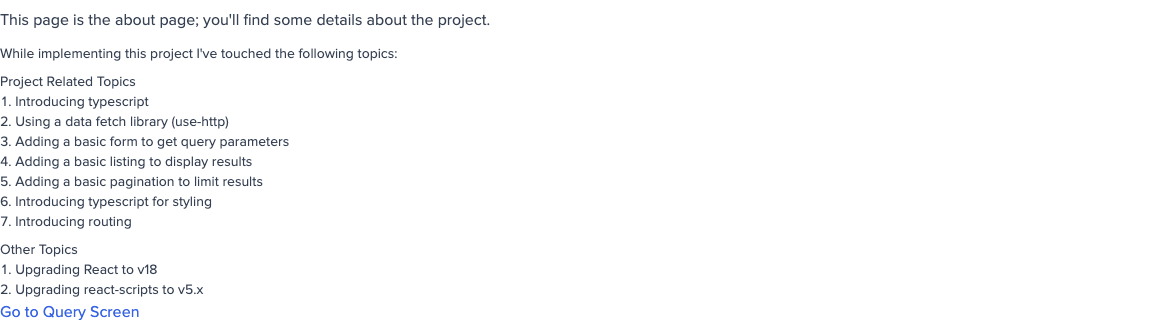 This page is the about page; you'll find some details about the project.
While implementing this project I've touched the following topics:
Project Related Topics
1. Introducing typescript
2. Using a data fetch library (use-http)
3. Adding a basic form to get query parameters
4. Adding a basic listing to display results
5. Adding a basic pagination to limit results
6. Introducing typescript for styling
7. Introducing routing
Other Topics
1. Upgrading React to v18
2. Upgrading react-scripts to v5.x
Go to Query Screen